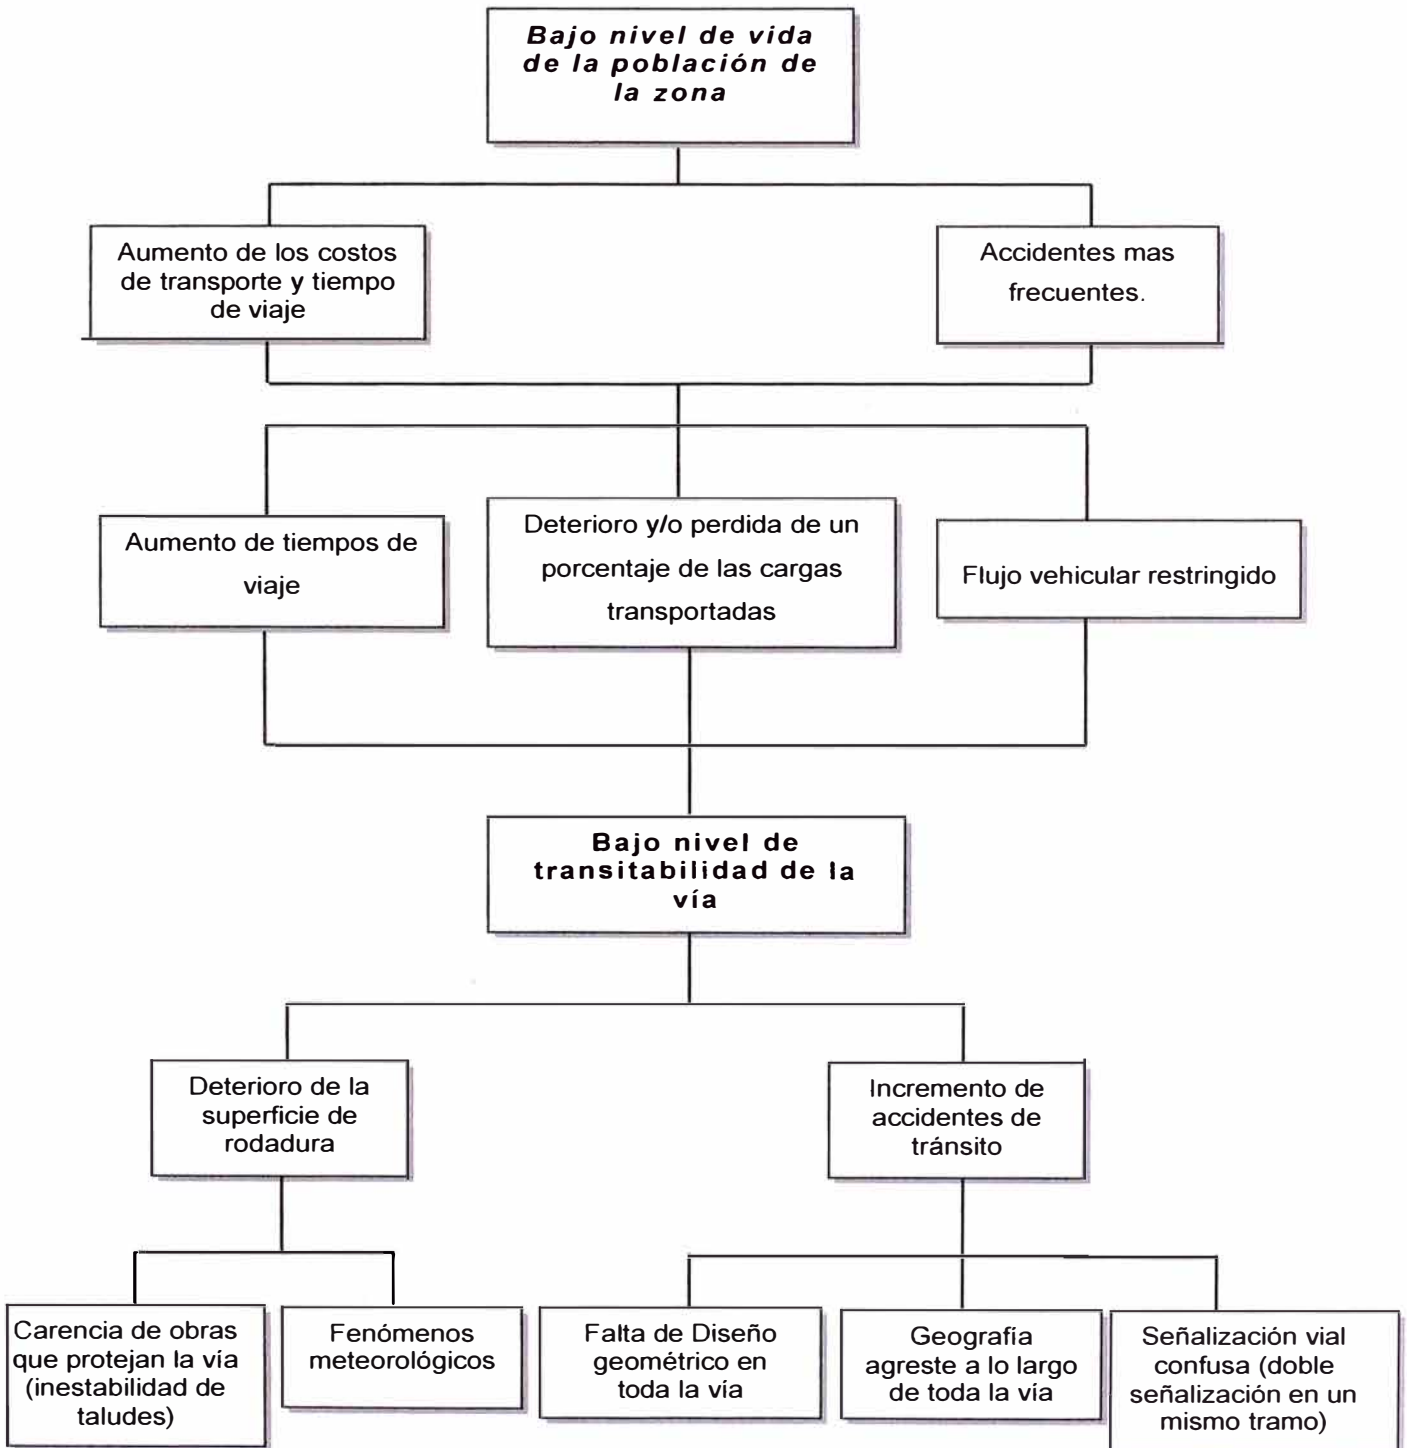 Bajo nivel de vida
de la población de
la zona
Aumento de los costos
de transporte y tiempo
de viaje
Accidentes mas
frecuentes.
Aumento de tiempos de
viaje
Deterioro y/o perdida de un
porcentaje de las cargas
transportadas
Flujo vehicular restringido
Bajo nivel de
transitabilidad de la
vía
Deterioro de la
superficie de
rodadura
Incremento de
accidentes de
tránsito
Carencia de obras
que protejan la vía
(inestabilidad de
taludes)
Fenómenos
meteorológicos
Falta de Diseño
geométrico en
toda la vía
Geografía
agreste a lo largo
de toda la vía
Señalización vial
confusa (doble
señalización en un
mismo tramo)